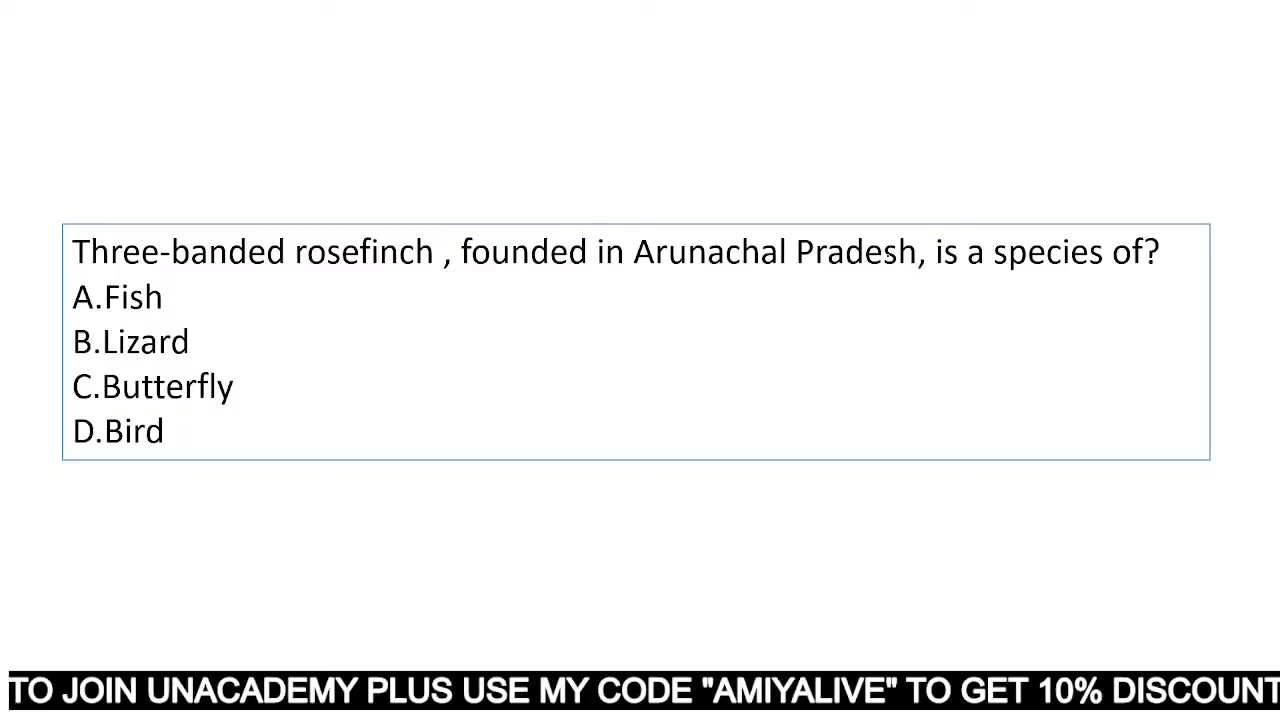 Three-banded rosefinch , founded in Arunachal Pradesh, is a species of?
A.Fish
B.Lizard
C.Butterfly
D.Bird
TO JOIN UNACADEMY PLUS USE MY CODE "AMIYALIVE" TO GET 10% DISCOUNT